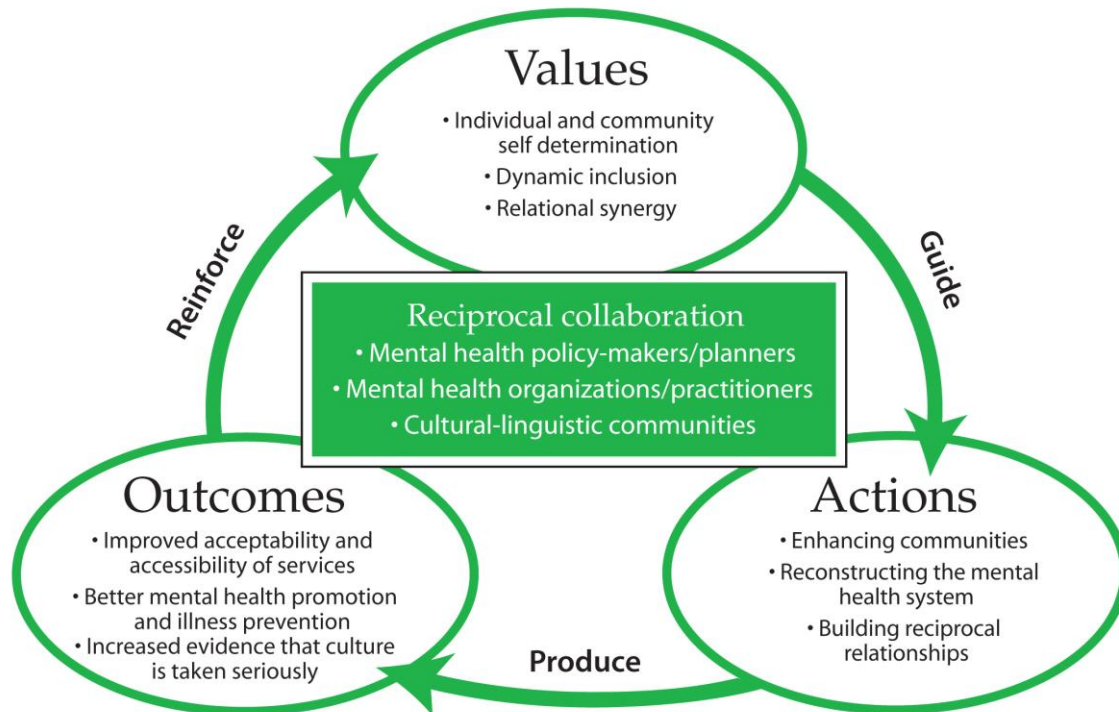 Values
• Individual and community
self determination
• Dynamic inclusion
• Relational synergy
Reinforce
Guide
Reciprocal collaboration
• Mental health policy-makers/planners
• Mental health organizations/practitioners
• Cultural-linguistic communities
Outcomes
• Improved acceptability and
accessibility of services
• Better mental health promotion
and illness prevention
• Increased evidence that culture
is taken seriously
Actions
• Enhancing communities
• Reconstructing the mental
health system
• Building reciprocal
relationships
Produce